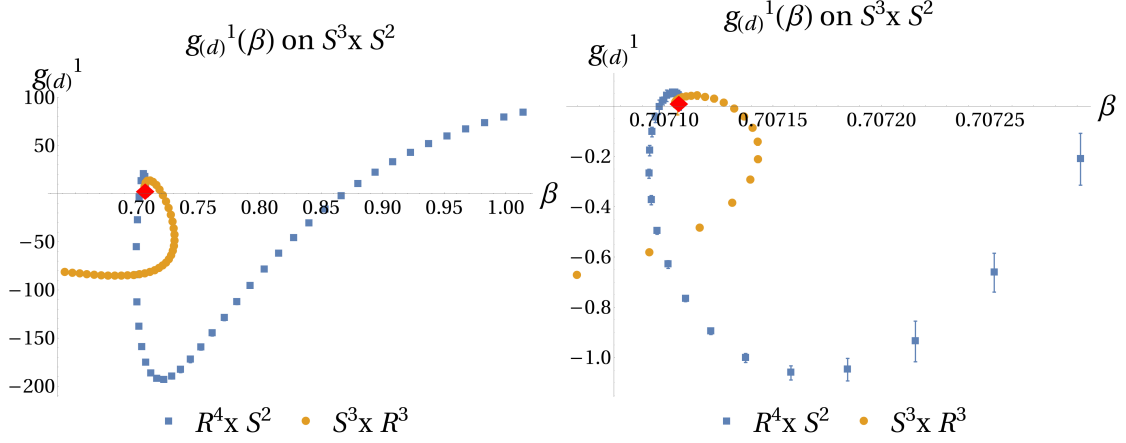 g(d)¹(β) on S³x S²
g(d)¹
100
50
−50
−100
−150
−200
0.70 0.75 0.80 0.85 0.90 0.95 1.00
β
R⁴x S² S³x R³
g(d)¹(β) on S³x S²
g(d)¹
−0.2
−0.4
−0.6
−0.8
−1.0
0.70710 0.70715 0.70720 0.70725
β
R⁴x S² S³x R³